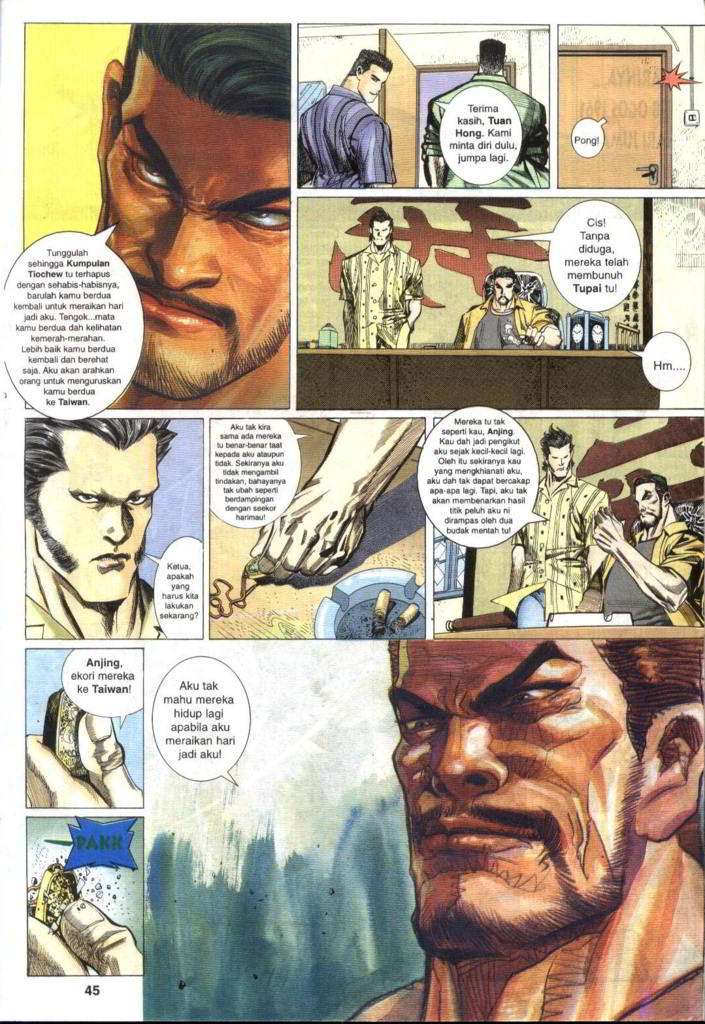 Tunggulah
sehingga Kumpulan
Tiochew tu terhapus
dengan sehabis-habisnya,
barulah kamu berdua
kembali untuk meraikan hari
jadi aku. Tengok...mata
kamu berdua dah kelihatan
kemerah-merahan.
Lebih baik kamu berdua
kembali dan berehat
saja. Aku akan arahkan
orang untuk menguruskan
kamu berdua
ke Taiwan.
Terima
kasih, Tuan
Hong. Kami
minta diri dulu,
jumpa lagi.
Pong!
Cis!
Tanpa
diduga,
mereka telah
membunuh
Tupai tu!
Hm....
Ketua,
apakah
yang
harus kita
lakukan
sekarang?
Aku tak kira
sama ada mereka
tu benar-benar taat
kepada aku ataupun
tidak. Sekiranya aku
tidak mengambil
tindakan, bahayanya
tak ubah seperti
berdampingan
dengan seekor
harimau!
Mereka tu tak
seperti kau, Anjing.
Kau dah jadi pengikut
aku sejak kecil-kecil lagi.
Oleh itu sekiranya kau
yang mengkhianati aku,
aku dah tak dapat bercakap
apa-apa lagi. Tapi, aku tak
akan membenarkan hasil
titik peluh aku ni
dirampas oleh dua
budak mentah tu!
Anjing,
ekori mereka
ke Taiwan!
Aku tak
mahu mereka
hidup lagi
apabila aku
meraikan hari
jadi aku!
PAKK
45